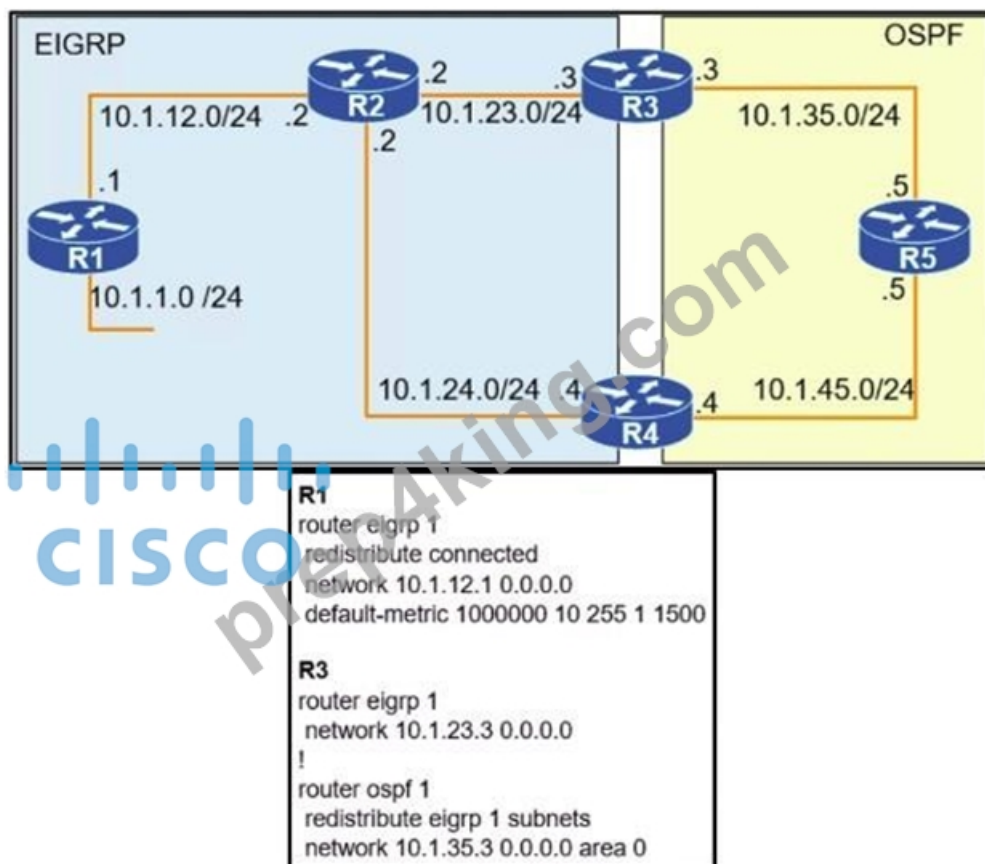 EIGRP
OSPF
.2
.3
.3
R2
R3
10.1.12.0/24
.2
10.1.23.0/24
10.1.35.0/24
.2
.1
.5
R1
R5
10.1.1.0 /24
.5
10.1.24.0/24
.4
10.1.45.0/24
.4
R4
CISCO
prep4king.com
R1
router eigrp 1
redistribute connected
network 10.1.12.1 0.0.0.0
default-metric 1000000 10 255 1 1500
R3
router eigrp 1
network 10.1.23.3 0.0.0.0
!
router ospf 1
redistribute eigrp 1 subnets
network 10.1.35.3 0.0.0.0 area 0